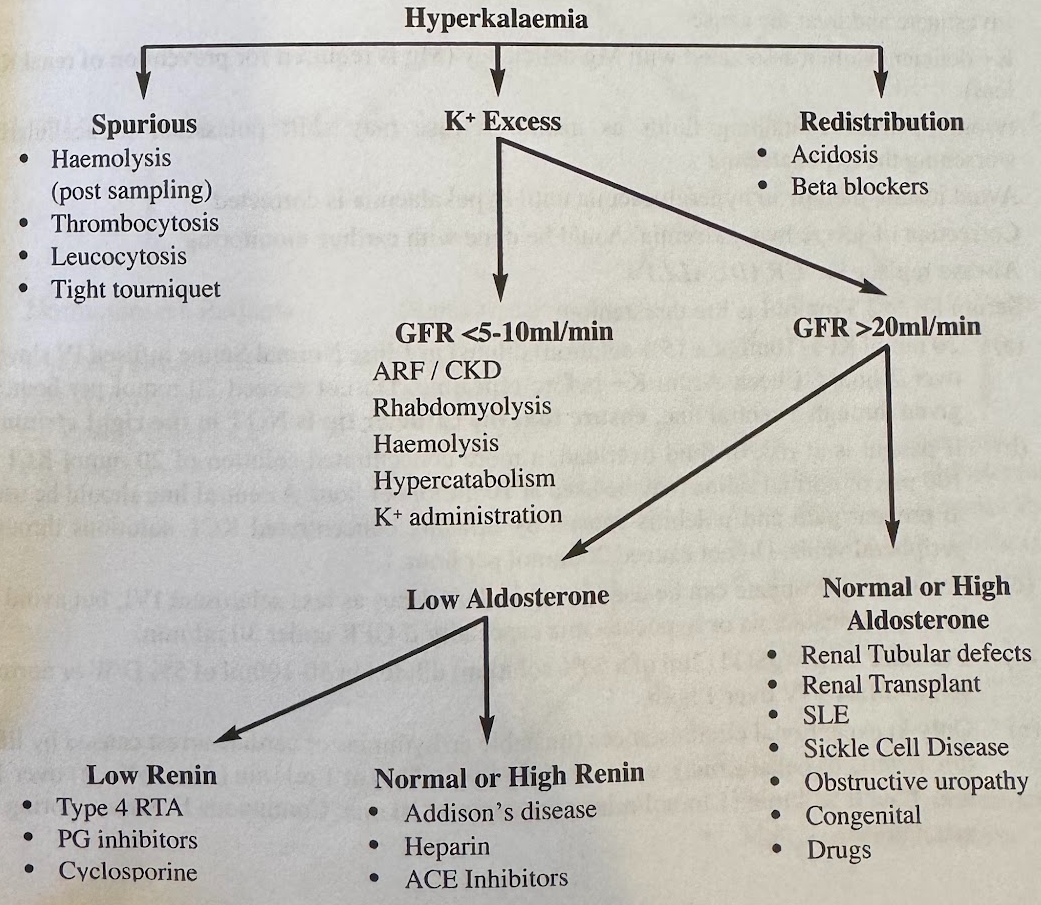 Hyperkalaemia
Spurious
• Haemolysis
(post sampling)
• Thrombocytosis
• Leucocytosis
• Tight tourniquet
K⁺ Excess
Redistribution
• Acidosis
• Beta blockers
GFR <5-10ml/min
ARF / CKD
Rhabdomyolysis
Haemolysis
Hypercatabolism
K⁺ administration
GFR >20ml/min
Low Aldosterone
Normal or High
Aldosterone
• Renal Tubular defects
• Renal Transplant
• SLE
• Sickle Cell Disease
• Obstructive uropathy
• Congenital
• Drugs
Low Renin
• Type 4 RTA
• PG inhibitors
• Cyclosporine
Normal or High Renin
• Addison's disease
• Heparin
• ACE Inhibitors